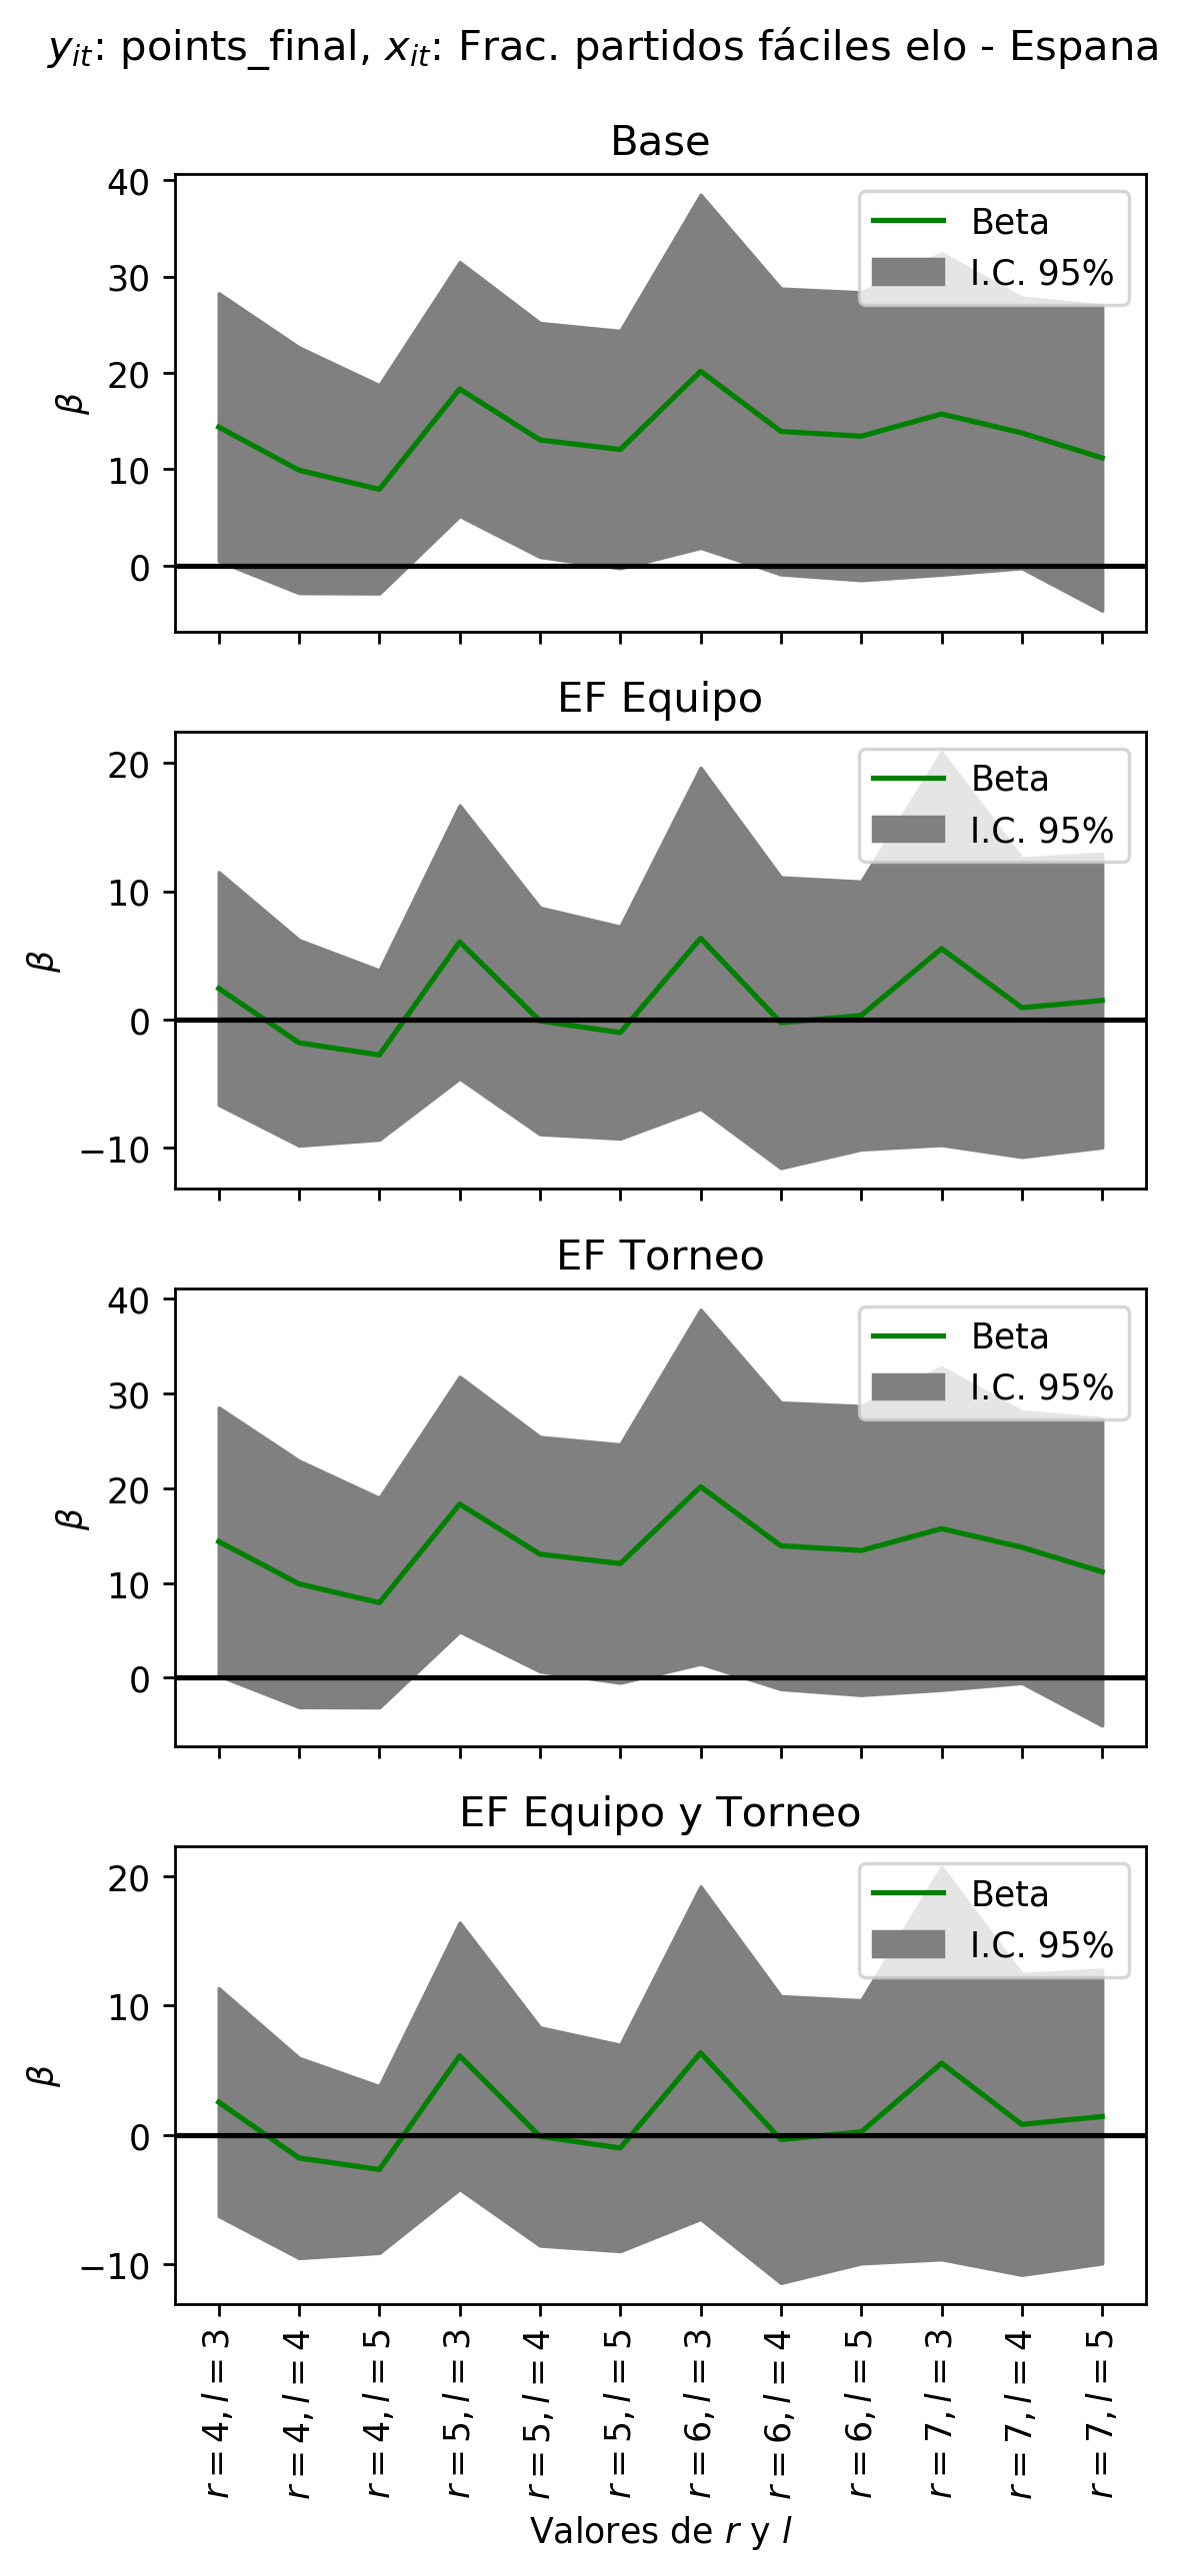 y_it: points_final, x_it: Frac. partidos fáciles elo - Espana
Base
40
30
20
10
0
β
Beta
I.C. 95%
EF Equipo
20
10
0
−10
β
Beta
I.C. 95%
EF Torneo
40
30
20
10
0
β
Beta
I.C. 95%
EF Equipo y Torneo
20
10
0
−10
β
Beta
I.C. 95%
r = 4, l = 3
r = 4, l = 4
r = 4, l = 5
r = 5, l = 3
r = 5, l = 4
r = 5, l = 5
r = 6, l = 3
r = 6, l = 4
r = 6, l = 5
r = 7, l = 3
r = 7, l = 4
r = 7, l = 5
Valores de r y l